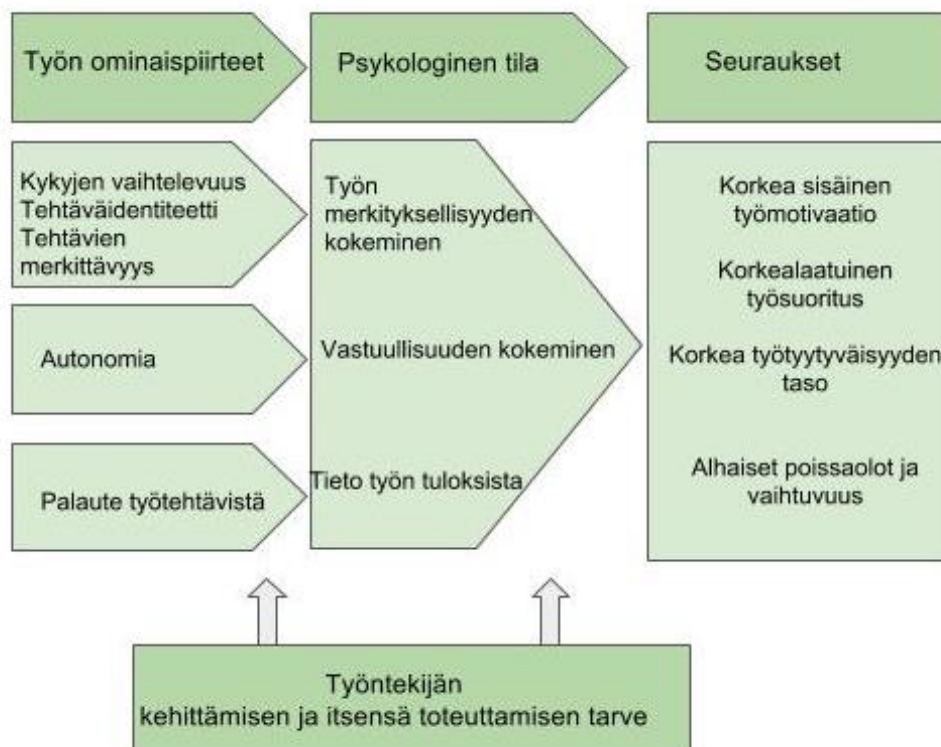 Työn ominaispiirteet
Psykologinen tila
Seuraukset
Kykyjen vaihtelevuus
Tehtäväidentiteetti
Tehtävien
merkittävyys
Autonomia
Palaute työtehtävistä
Työn
merkityksellisyyden
kokeminen
Vastuullisuuden kokeminen
Tieto työn tuloksista
Korkea sisäinen
työmotivaatio
Korkealaatuinen
työsuoritus
Korkea työtyytyväisyyden
taso
Alhaiset poissaolot ja
vaihtuvuus
Työntekijän
kehittämisen ja itsensä toteuttamisen tarve